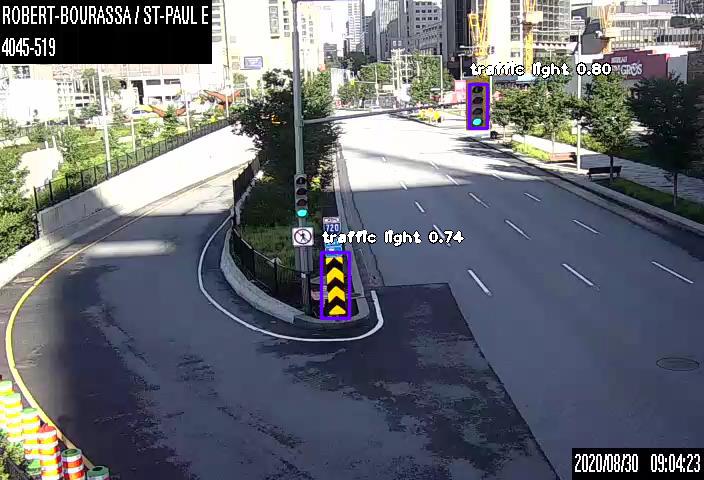 ROBERT-BOURASSA / ST-PAUL E
4045-519
traffic light 0.80
GROS
720
traffic light 0.74
2020/08/30 09:04:23